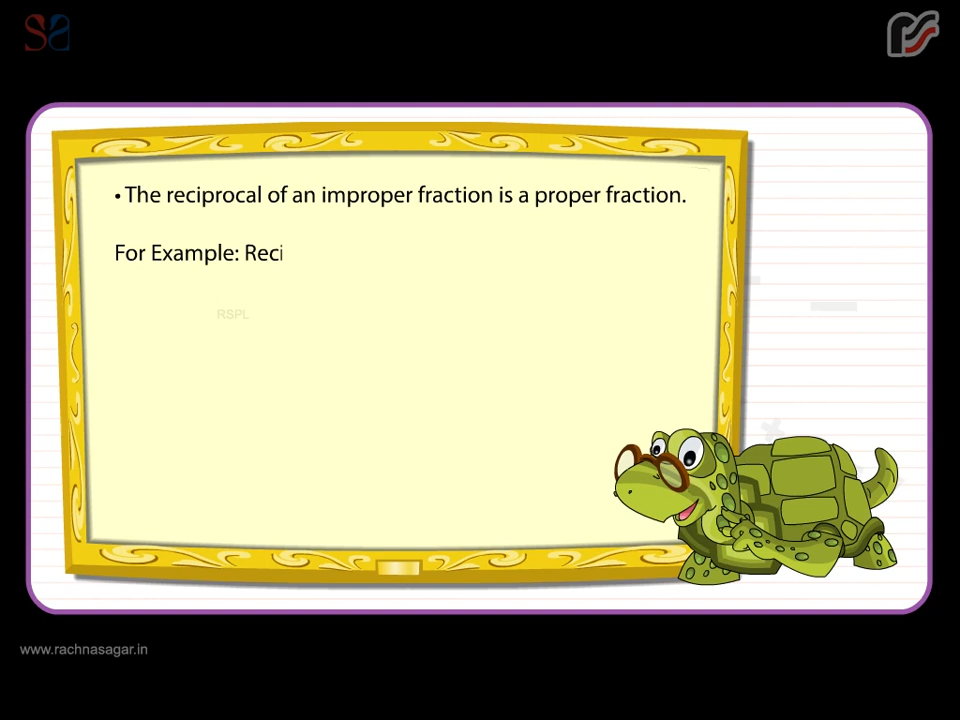 • The reciprocal of an improper fraction is a proper fraction.
For Example: Reci
RSPL
www.rachnasagar.in